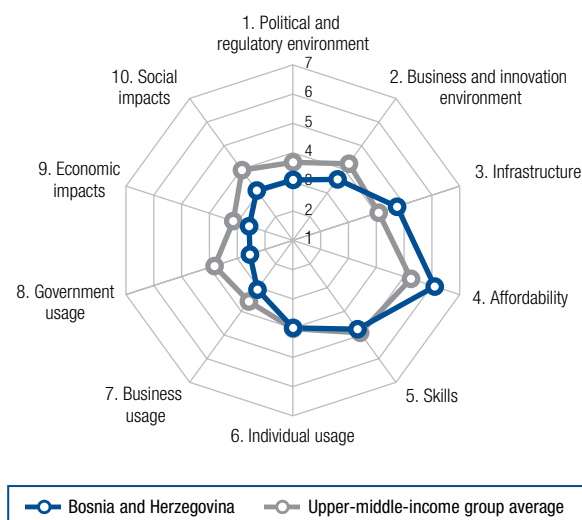 1. Political and
regulatory environment
7
10. Social
impacts
6
2. Business and innovation
environment
5
4
9. Economic
impacts
3
3. Infrastructure
2
1
8. Government
usage
4. Affordability
7. Business
usage
5. Skills
6. Individual usage
Bosnia and Herzegovina
Upper-middle-income group average